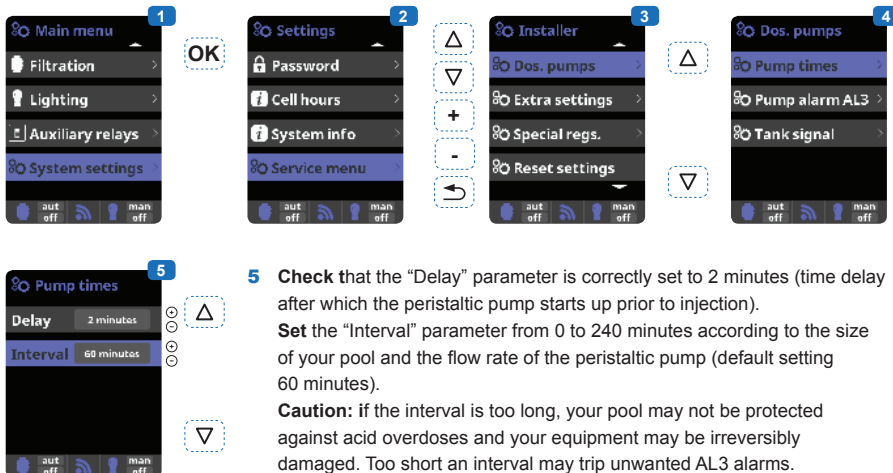 1
Main menu
Filtration
Lighting
Auxiliary relays
System settings
aut off
man off
OK
2
Settings
Password
Cell hours
System info
Service menu
aut off
man off
+
-
3
Installer
Dos. pumps
Extra settings
Special regs.
Reset settings
aut off
man off
4
Dos. pumps
Pump times
Pump alarm AL3
Tank signal
aut off
man off
5
Pump times
Delay 2 minutes
Interval 60 minutes
aut off
man off
5 Check that the “Delay” parameter is correctly set to 2 minutes (time delay
after which the peristaltic pump starts up prior to injection).
Set the “Interval” parameter from 0 to 240 minutes according to the size
of your pool and the flow rate of the peristaltic pump (default setting
60 minutes).
Caution: if the interval is too long, your pool may not be protected
against acid overdoses and your equipment may be irreversibly
damaged. Too short an interval may trip unwanted AL3 alarms.